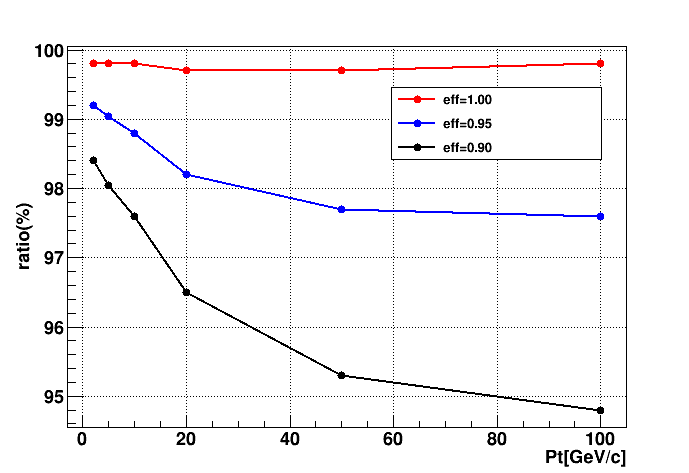 100
99
98
97
96
95
ratio(%)
eff=1.00
eff=0.95
eff=0.90
0 20 40 60 80 100
Pt[GeV/c]